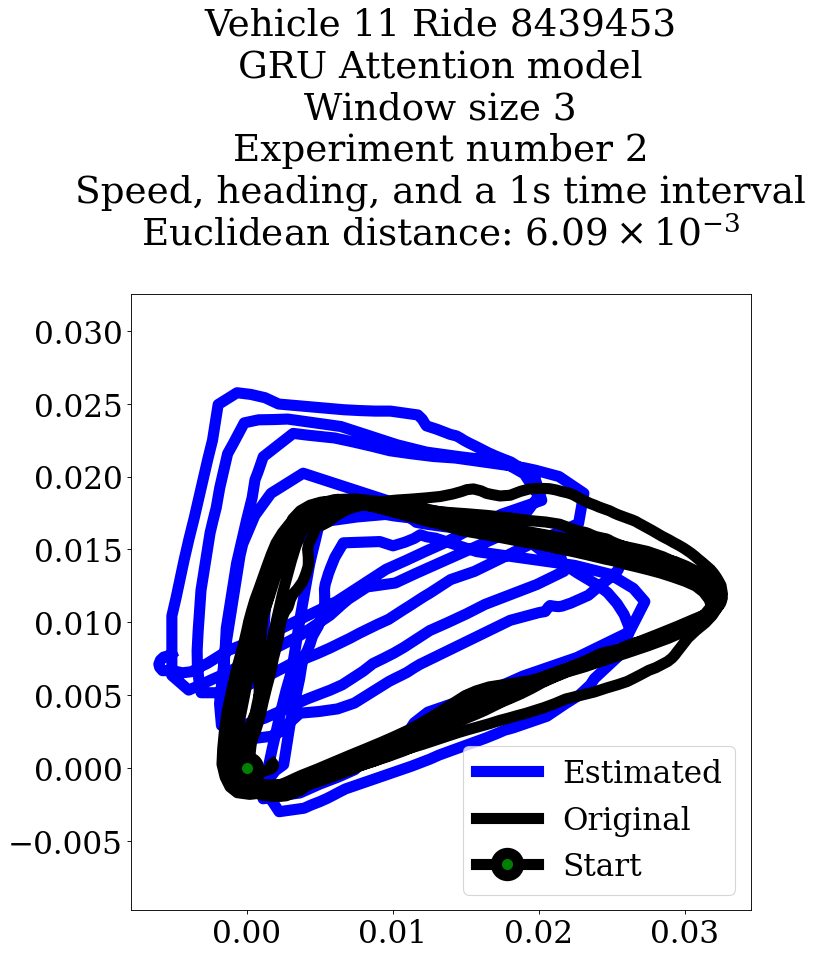 Vehicle 11 Ride 8439453
GRU Attention model
Window size 3
Experiment number 2
Speed, heading, and a 1s time interval
Euclidean distance: 6.09 × 10⁻³
0.030
0.025
0.020
0.015
0.010
0.005
0.000
−0.005
0.00 0.01 0.02 0.03
Estimated
Original
Start